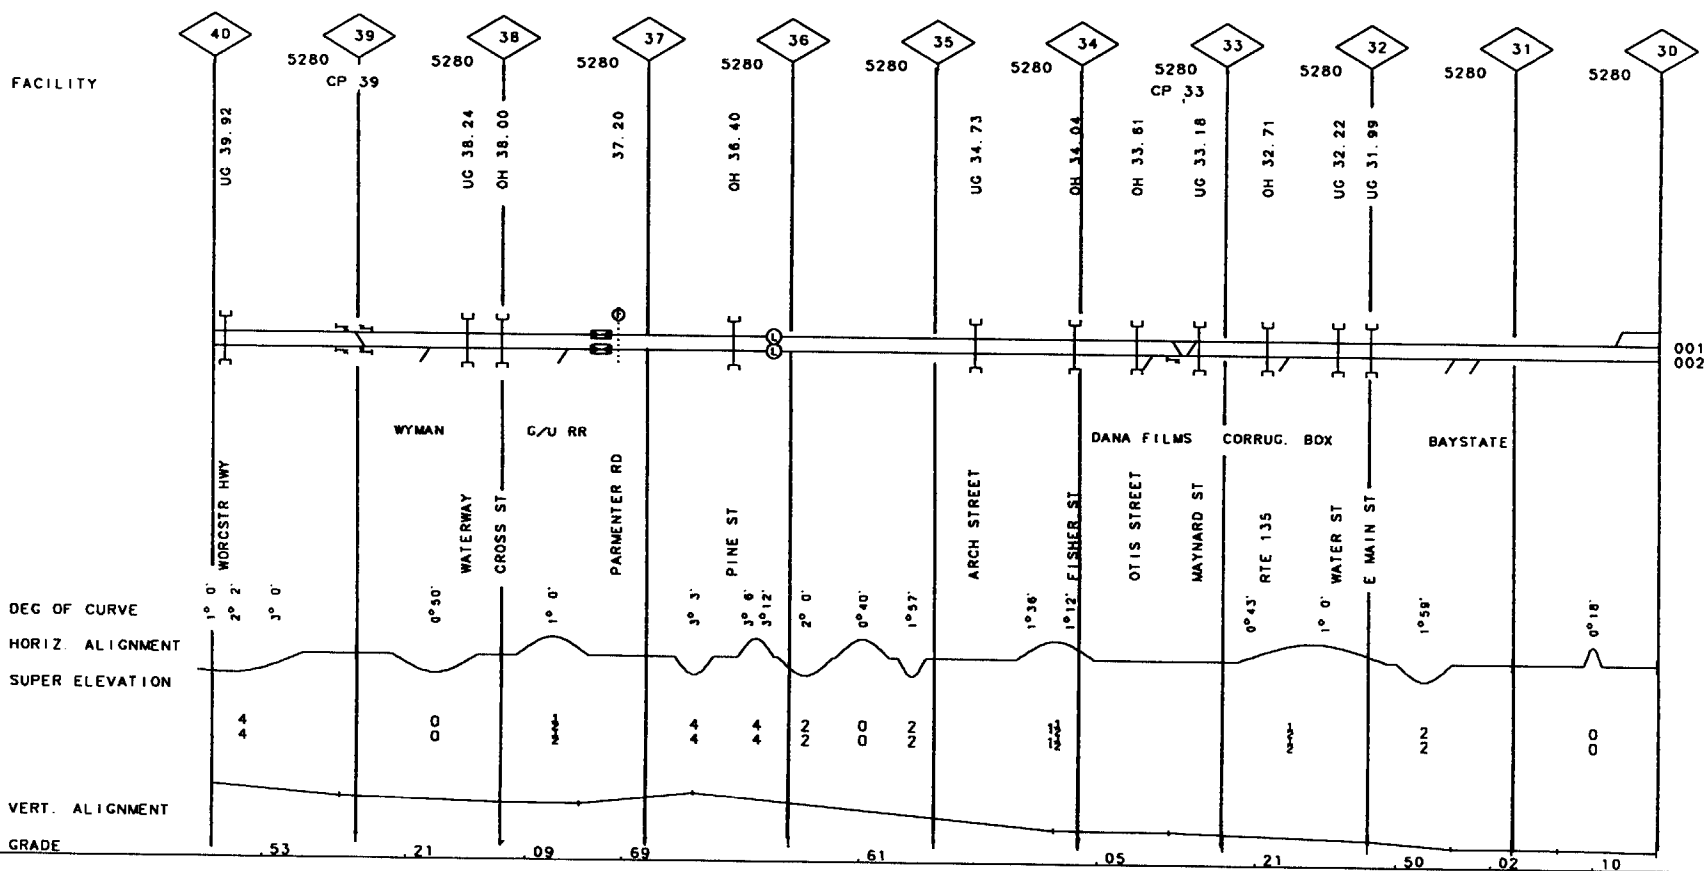 40 39 38 37 36 35 34 33 32 31 30
5280 5280 5280 5280 5280 5280 5280 5280 5280 5280
FACILITY CP 39 CP 33
UG 39.92
UG 38.24
OH 38.00
37.20
OH 36.40
UG 34.73
OH 34.04
OH 33.61
UG 33.18
OH 32.71
UG 32.22
UG 31.99
L
L
001
002
WYMAN G/U RR DANA FILMS CORRUG. BOX BAYSTATE
WORCSTR HWY
WATERWAY
CROSS ST
PARMENTER RD
PINE ST
ARCH STREET
FISHER ST
OTIS STREET
MAYNARD ST
RTE 135
WATER ST
E MAIN ST
DEG OF CURVE
1° 0'
2° 2'
3° 0'
0°50'
1° 0'
3° 3'
3° 6'
3°12'
2° 0'
0°40'
1°57'
1°36'
1°12'
0°43'
1° 0'
1°59'
0°18'
HORIZ. ALIGNMENT
SUPER ELEVATION
4 0 4 4 2 0 2 2 0
4 0 4 4 2 0 2 2 0
VERT. ALIGNMENT
GRADE .53 .21 .09 .69 .61 .05 .21 .50 .02 .10